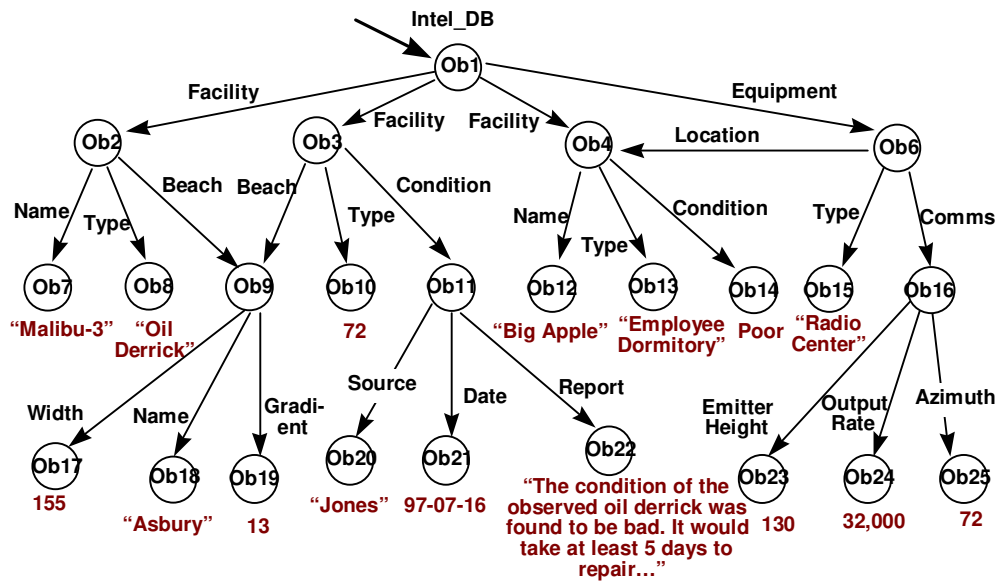 Intel_DB
Ob1
Facility
Equipment
Facility
Facility
Location
Ob2
Ob3
Ob4
Ob6
Beach
Beach
Condition
Name
Type
Type
Name
Type
Condition
Type
Comms
Ob7
Ob8
Ob9
Ob10
Ob11
Ob12
Ob13
Ob14
Ob15
Ob16
“Malibu-3”
“Oil
Derrick”
72
“Big Apple”
“Employee
Dormitory”
Poor
“Radio
Center”
Width
Name
Gradi-
ent
Source
Date
Report
Emitter
Height
Output
Rate
Azimuth
Ob17
Ob18
Ob19
Ob20
Ob21
Ob22
Ob23
Ob24
Ob25
155
“Asbury”
13
“Jones”
97-07-16
“The condition of the
observed oil derrick was
found to be bad. It would
take at least 5 days to
repair…”
130
32,000
72